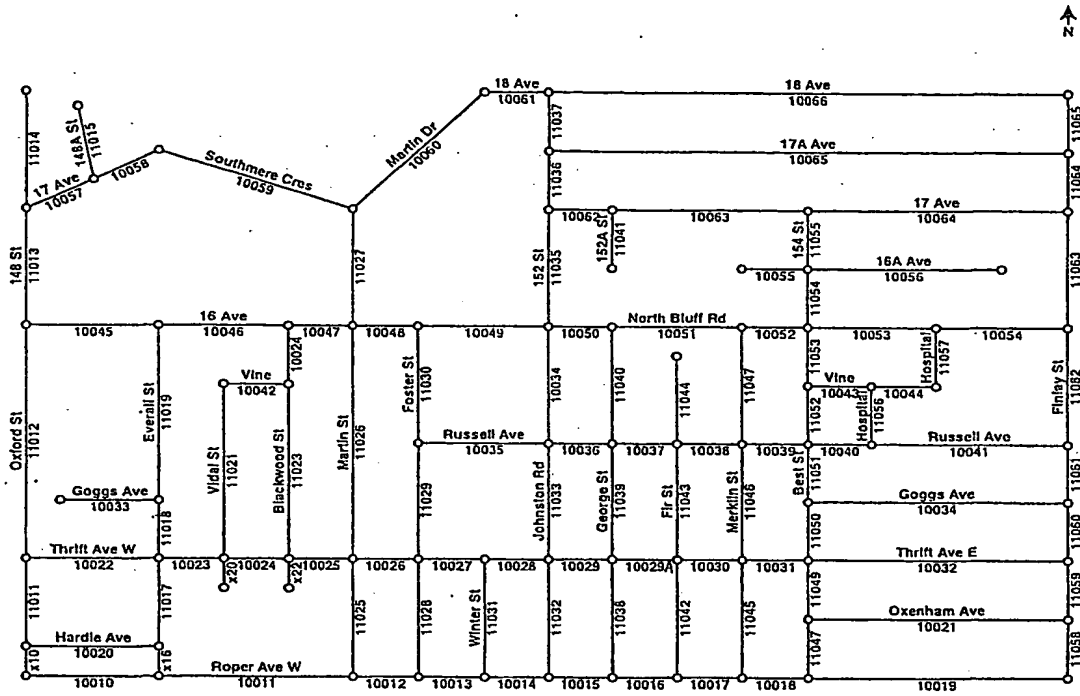 N
18 Ave
10061
18 Ave
10066
11014
148A St
11015
11037
11065
Martin Dr
10060
17A Ave
10065
17 Ave
10057
10058
Southmere Cres
10059
11036
11064
10062
152A St
11041
10063
154 St
11055
17 Ave
10064
148 St
11013
11027
152 St
11035
10055
16A Ave
10056
11063
11054
10045
16 Ave
10046
10047
10048
10049
10050
North Bluff Rd
10051
10052
10053
10054
10024
Foster St
11030
10034
11040
11044
11047
11053
Hospital
11057
Vine
10042
Vine
10043
10044
Oxford St
11012
Everall St
11019
Martin St
11026
11052
Hospital
11056
Finlay St
11062
Russell Ave
10035
10036
10037
10038
10039
10040
Russell Ave
10041
Vidal St
11021
Blackwood St
11023
11029
Johnston Rd
11033
George St
11039
Fir St
11043
Merklin St
11046
Best St
11051
11061
Goggs Ave
10033
Goggs Ave
10034
11018
11050
11060
Thrift Ave W
10022
10023
10024
10025
10026
10027
10028
10029
10029A
10030
10031
Thrift Ave E
10032
x20
x22
11011
11017
11025
11028
Winter St
11031
11032
11038
11042
11045
11049
11059
Oxenham Ave
10021
Hardie Ave
10020
11047
11058
x10
x16
10010
Roper Ave W
10011
10012
10013
10014
10015
10016
10017
10018
10019